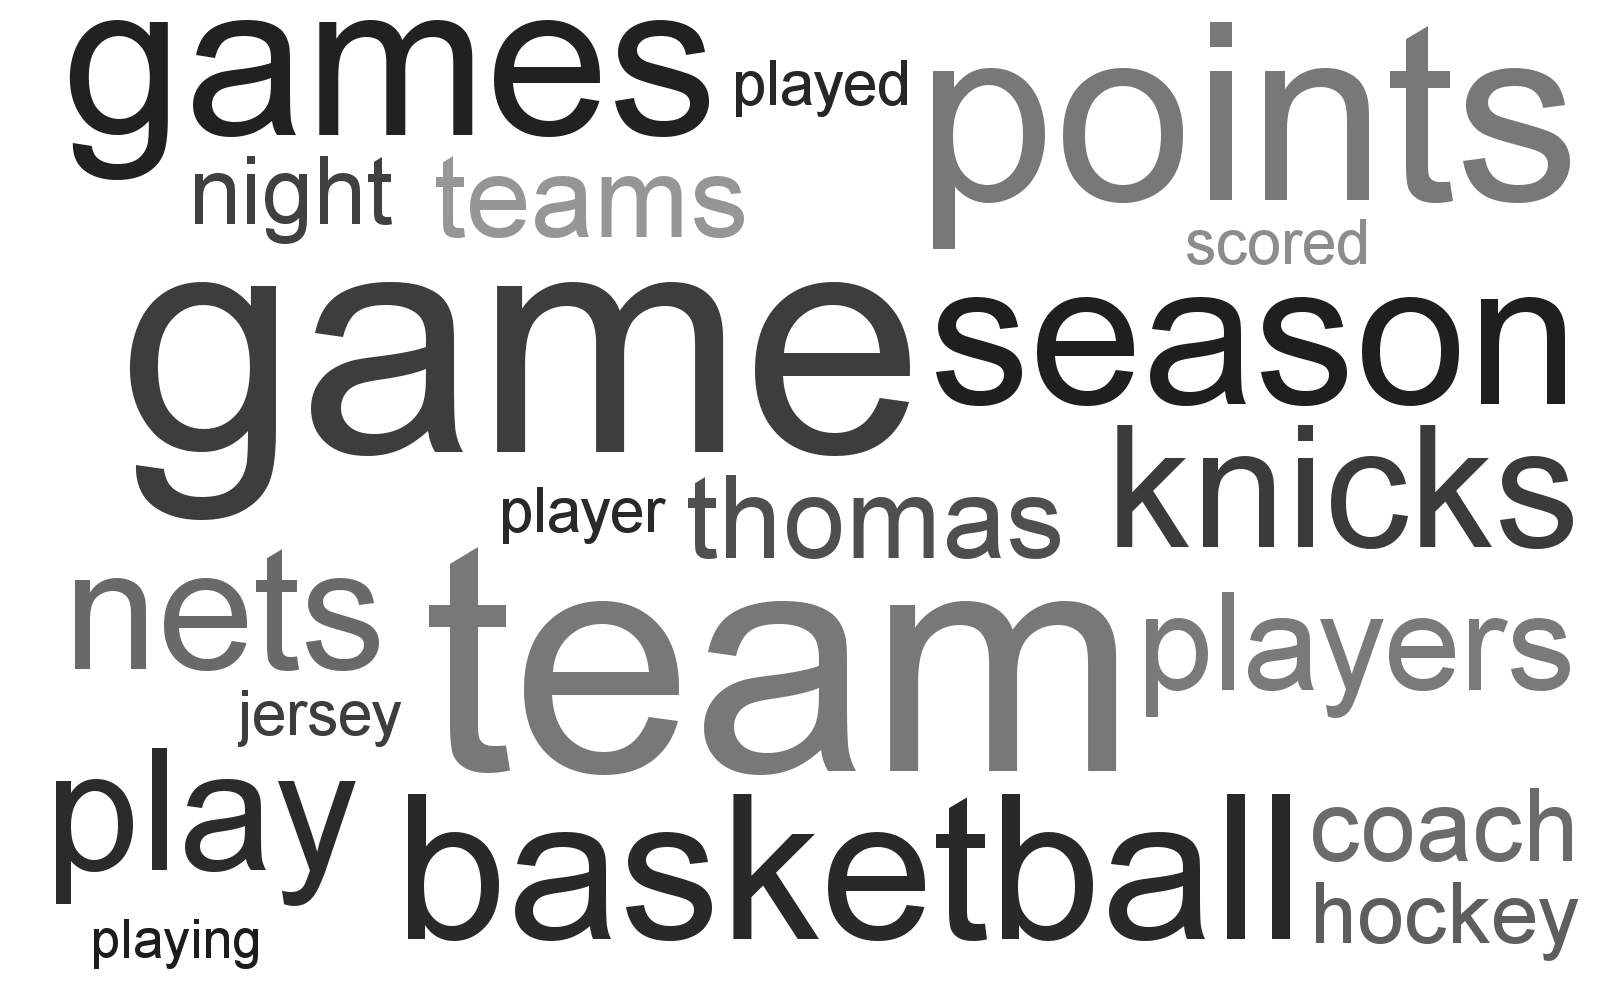 games played points
night teams
scored
game season
knicks
player thomas
nets team players
jersey
play basketball coach
hockey
playing